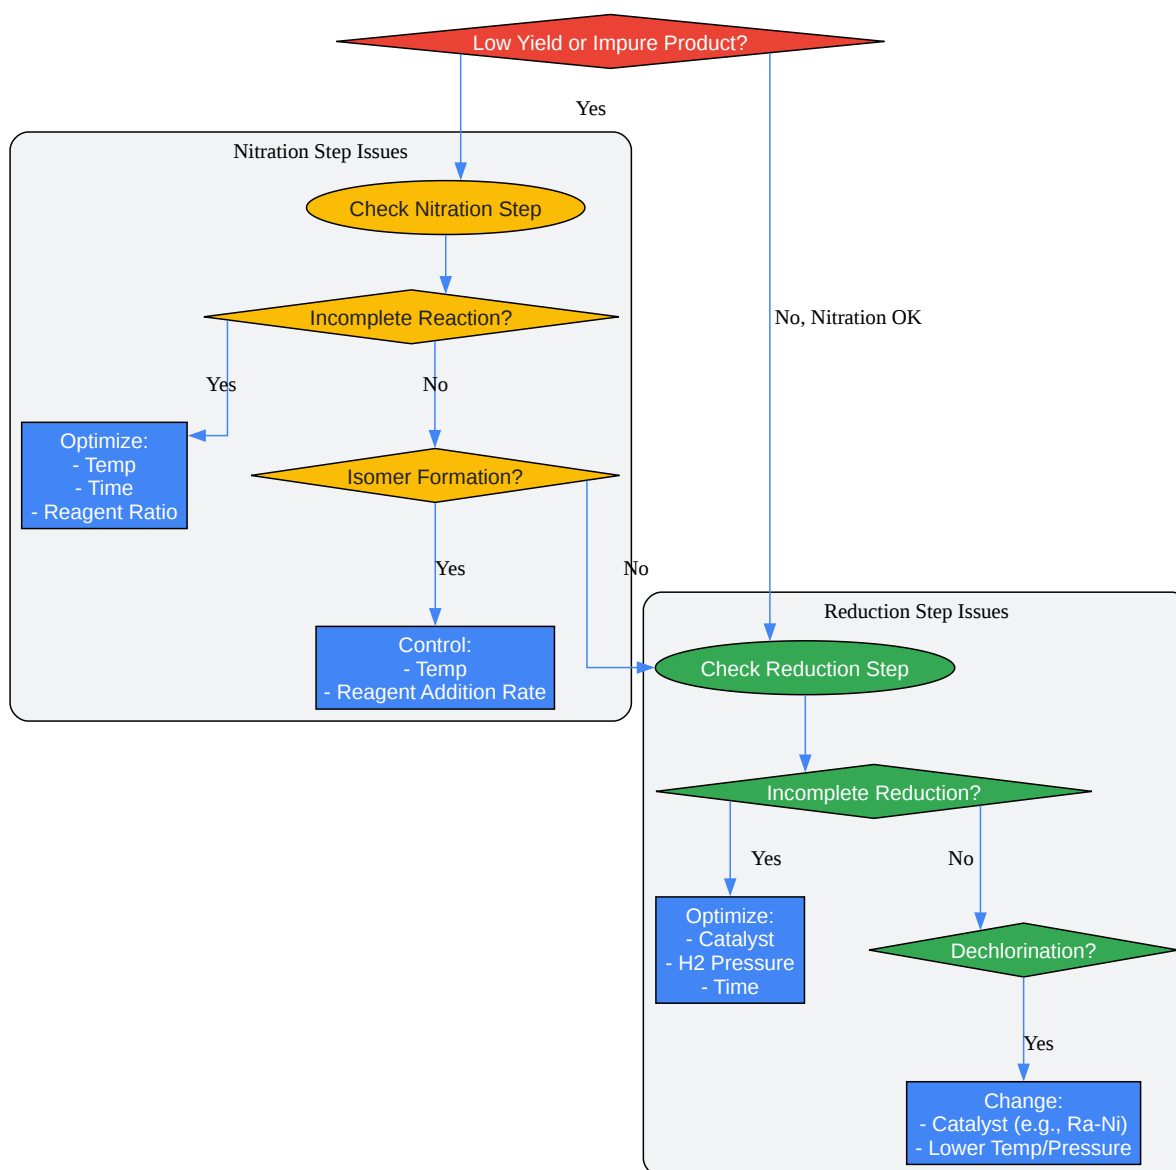 Low Yield or Impure Product?
Yes
Nitration Step Issues
Check Nitration Step
Incomplete Reaction?
No, Nitration OK
Yes
No
Optimize:
- Temp
- Time
- Reagent Ratio
Isomer Formation?
Yes
No
Control:
- Temp
- Reagent Addition Rate
Reduction Step Issues
Check Reduction Step
Incomplete Reduction?
Yes
No
Optimize:
- Catalyst
- H2 Pressure
- Time
Dechlorination?
Yes
Change:
- Catalyst (e.g., Ra-Ni)
- Lower Temp/Pressure